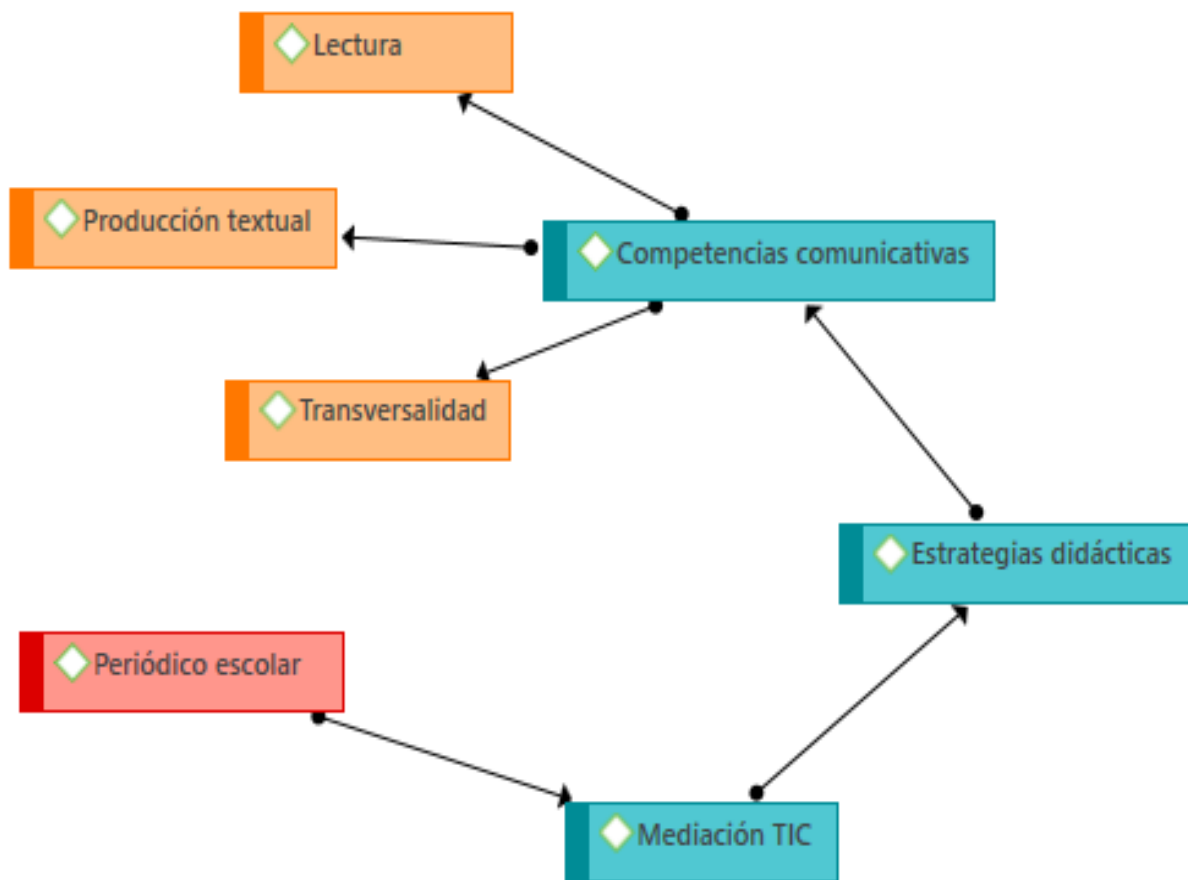 Lectura
Producción textual
Competencias comunicativas
Transversalidad
Estrategias didácticas
Periódico escolar
Mediación TIC